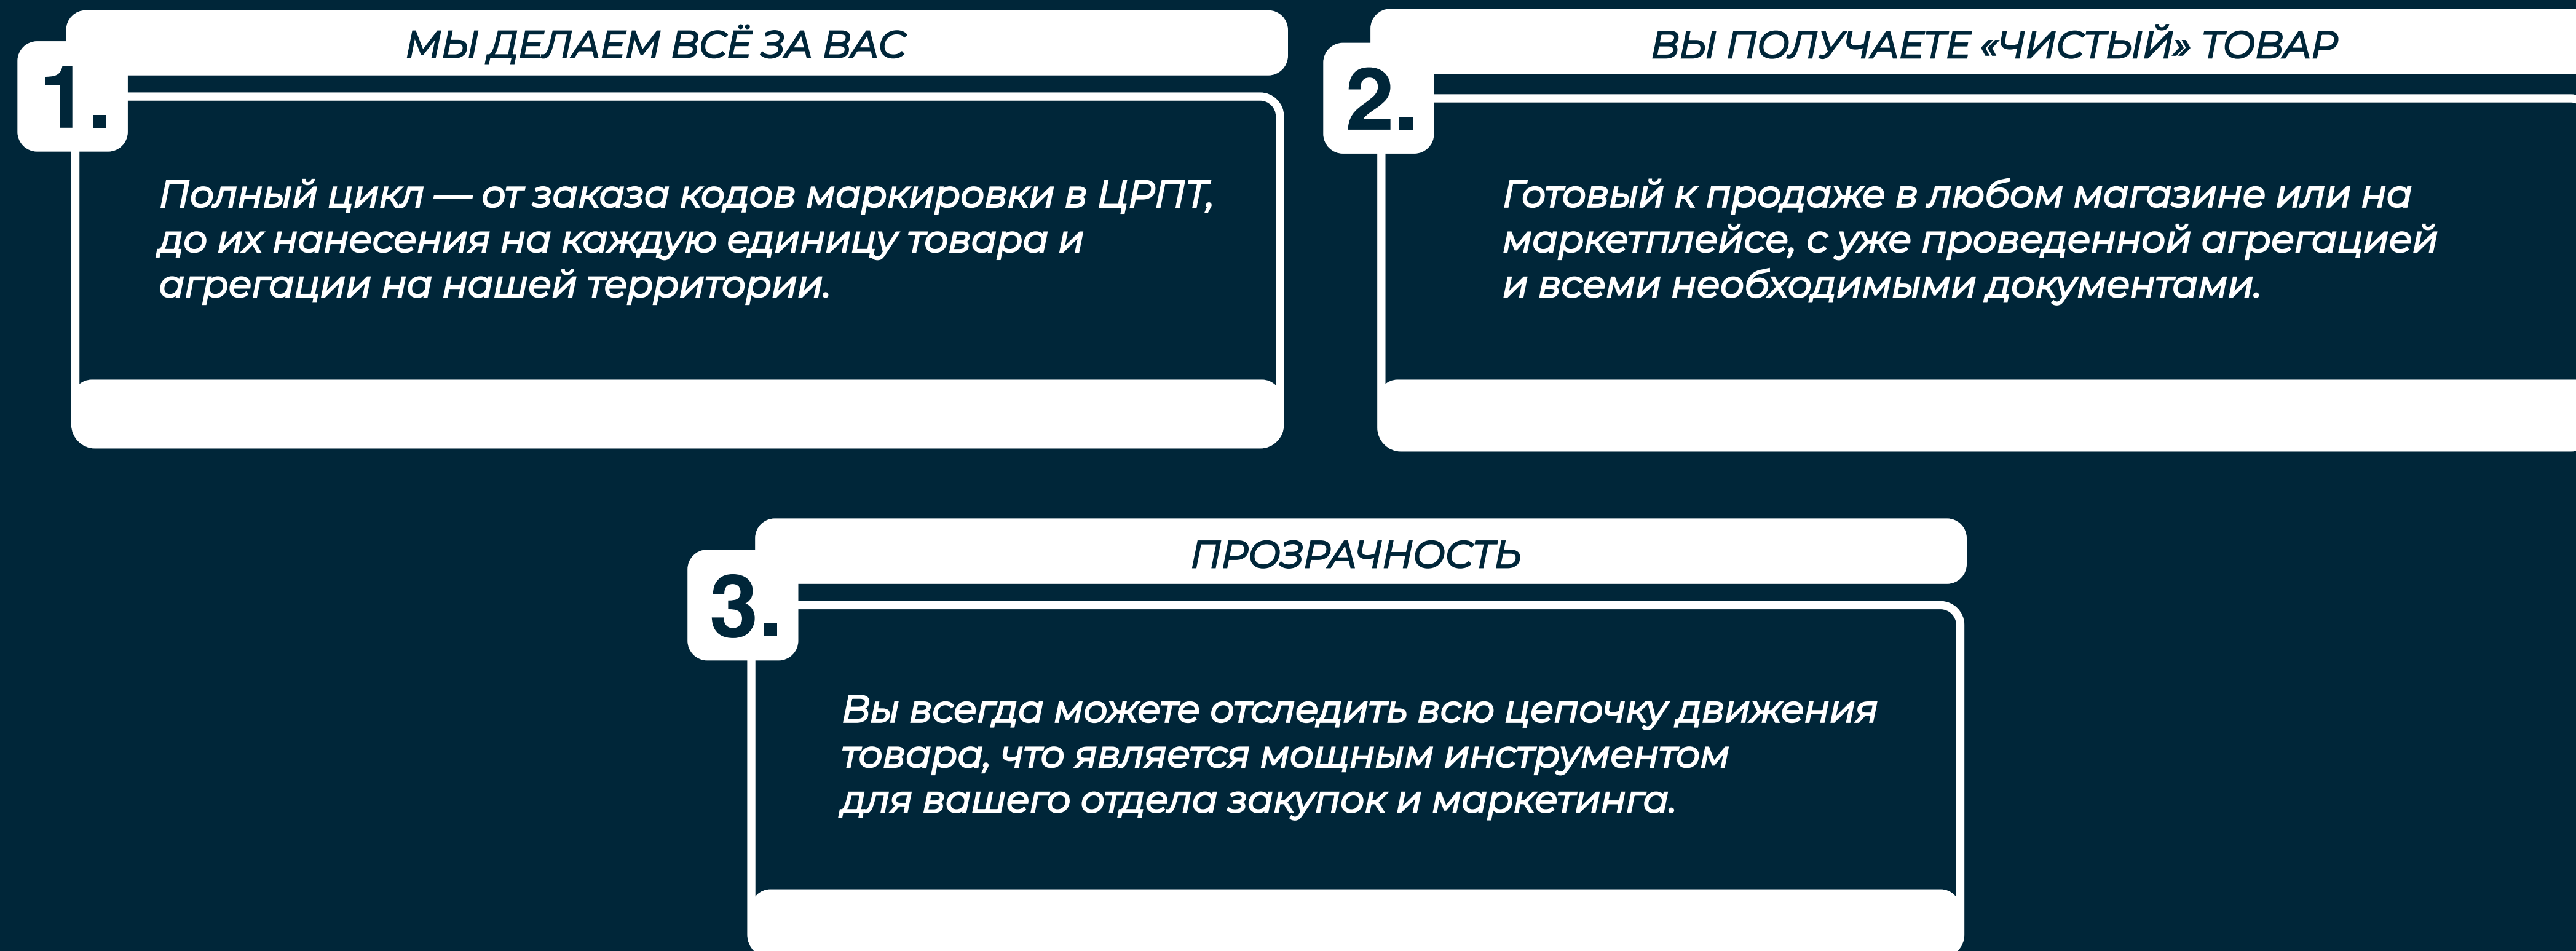 МЫ ДЕЛАЕМ ВСЁ ЗА ВАС
1.
Полный цикл — от заказа кодов маркировки в ЦРПТ,
до их нанесения на каждую единицу товара и
агрегации на нашей территории.
ВЫ ПОЛУЧАЕТЕ «ЧИСТЫЙ» ТОВАР
2.
Готовый к продаже в любом магазине или на
маркетплейсе, с уже проведенной агрегацией
и всеми необходимыми документами.
ПРОЗРАЧНОСТЬ
3.
Вы всегда можете отследить всю цепочку движения
товара, что является мощным инструментом
для вашего отдела закупок и маркетинга.